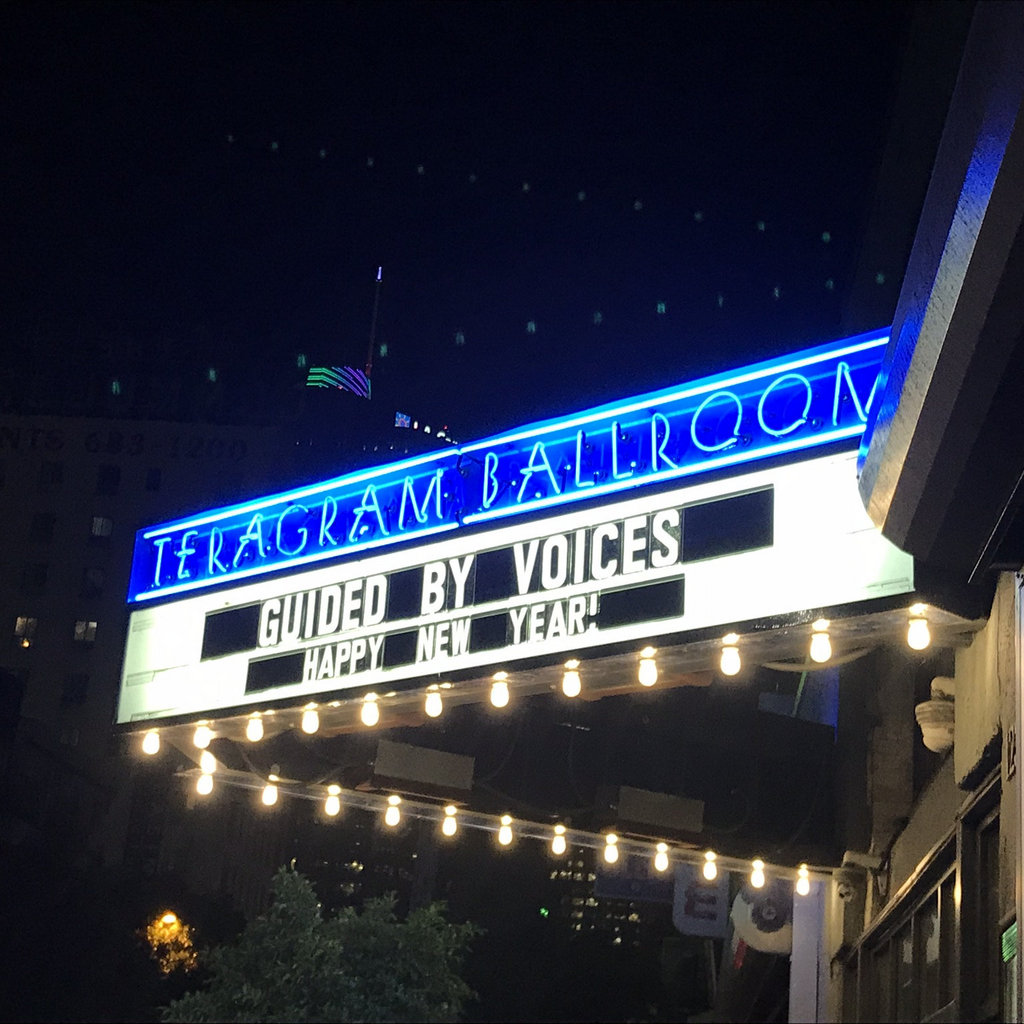 TERAGRAM BALLROOM
GUIDED BY VOICES
HAPPY NEW YEAR!